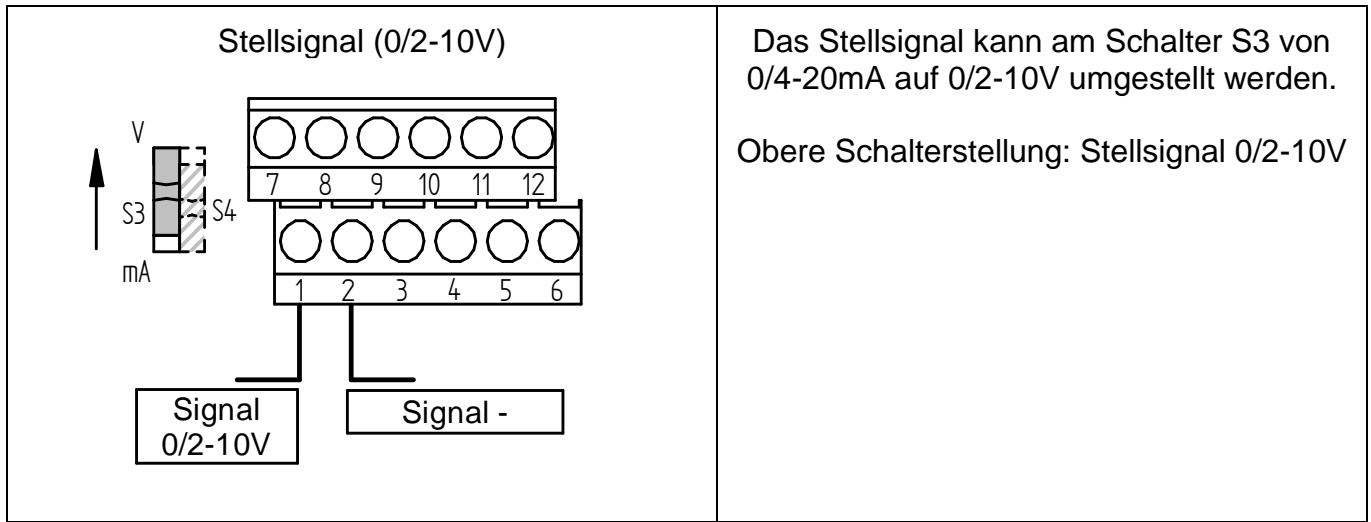 Stellsignal (0/2-10V)
V
S3
S4
mA
7 8 9 10 11 12
1 2 3 4 5 6
Signal
0/2-10V
Signal -
Das Stellsignal kann am Schalter S3 von
0/4-20mA auf 0/2-10V umgestellt werden.
Obere Schalterstellung: Stellsignal 0/2-10V